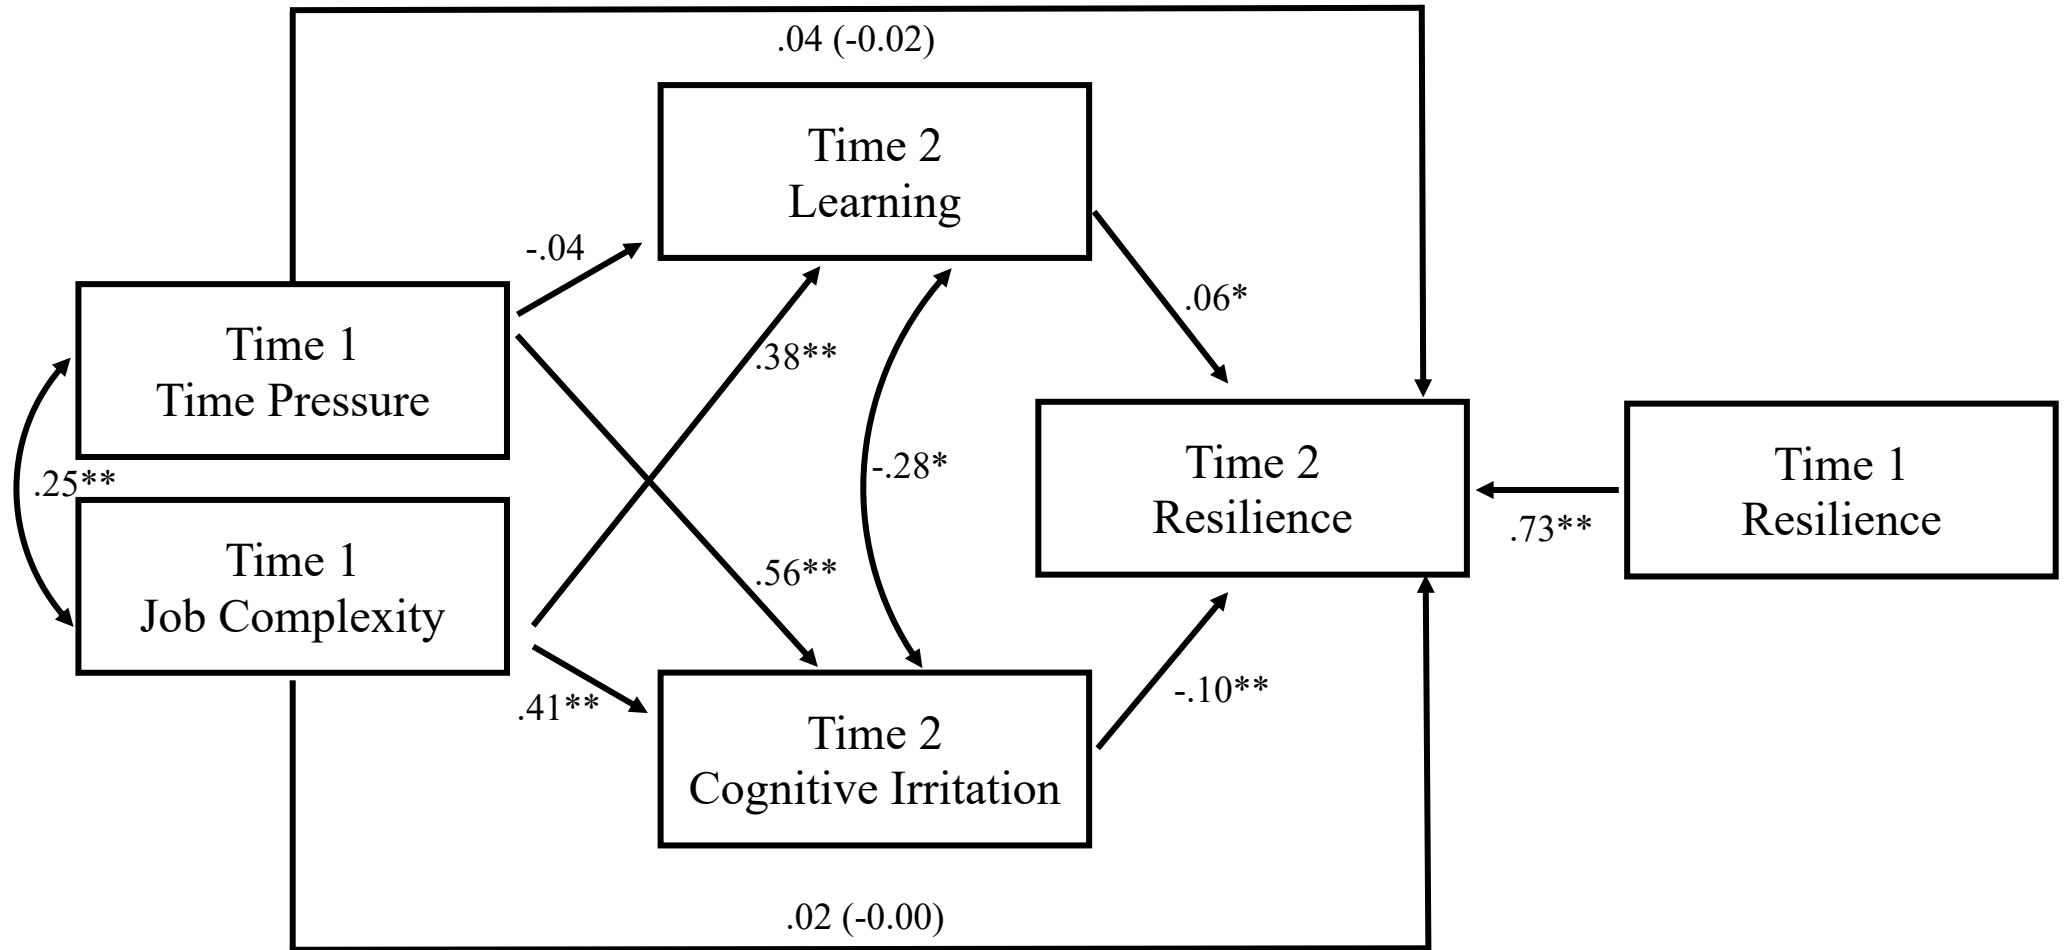 .04 (-0.02)
Time 2
Learning
-.04
.06*
Time 1
Time Pressure
.38**
.25**
-.28*
Time 2
Resilience
.73**
Time 1
Resilience
Time 1
Job Complexity
.56**
.41**
-.10**
Time 2
Cognitive Irritation
.02 (-0.00)